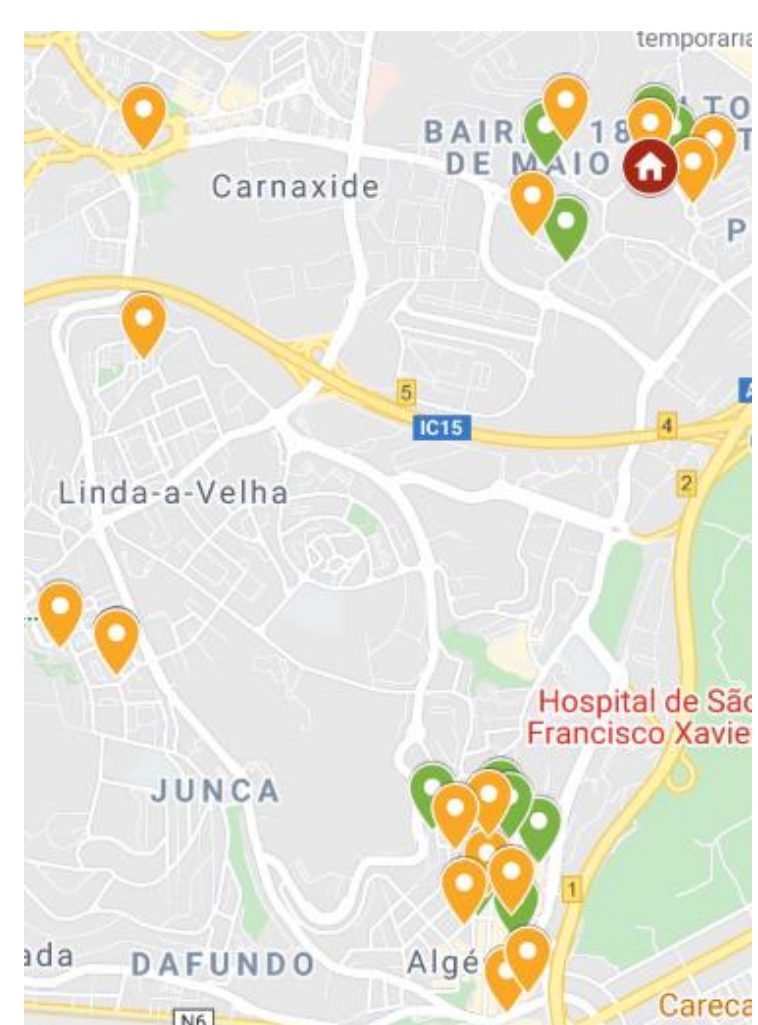 temporaria
BAIR
18
LTO
DE MAIO
T
Carnaxide
P
5
IC15
4
A
2
Linda-a-Velha
Hospital de São
Francisco Xavie
JUNCA
1
ada
DAFUNDO
Algé
N6
Careca